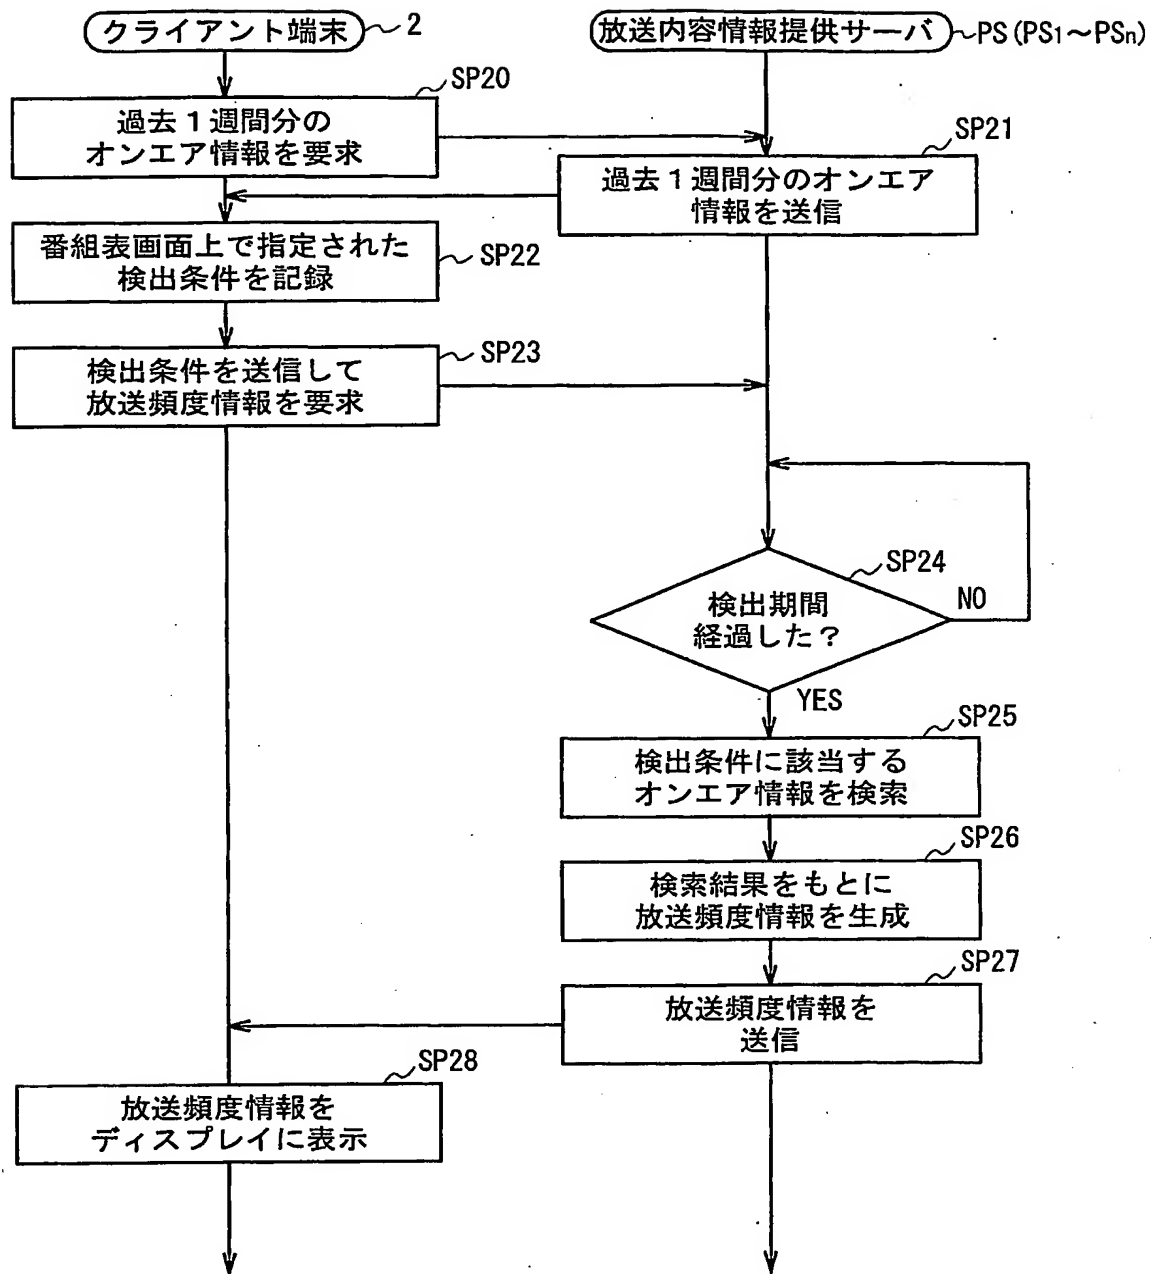 クライアント端末
2
放送内容情報提供サーバ
PS(PS1～PSn)
SP20
過去1週間分の
オンエア情報を要求
SP21
過去1週間分のオンエア
情報を送信
番組表画面上で指定された
検出条件を記録
SP22
検出条件を送信して
放送頻度情報を要求
SP23
SP24
検出期間
経過した？
NO
YES
SP25
検出条件に該当する
オンエア情報を検索
SP26
検索結果をもとに
放送頻度情報を生成
SP27
放送頻度情報を
送信
SP28
放送頻度情報を
ディスプレイに表示